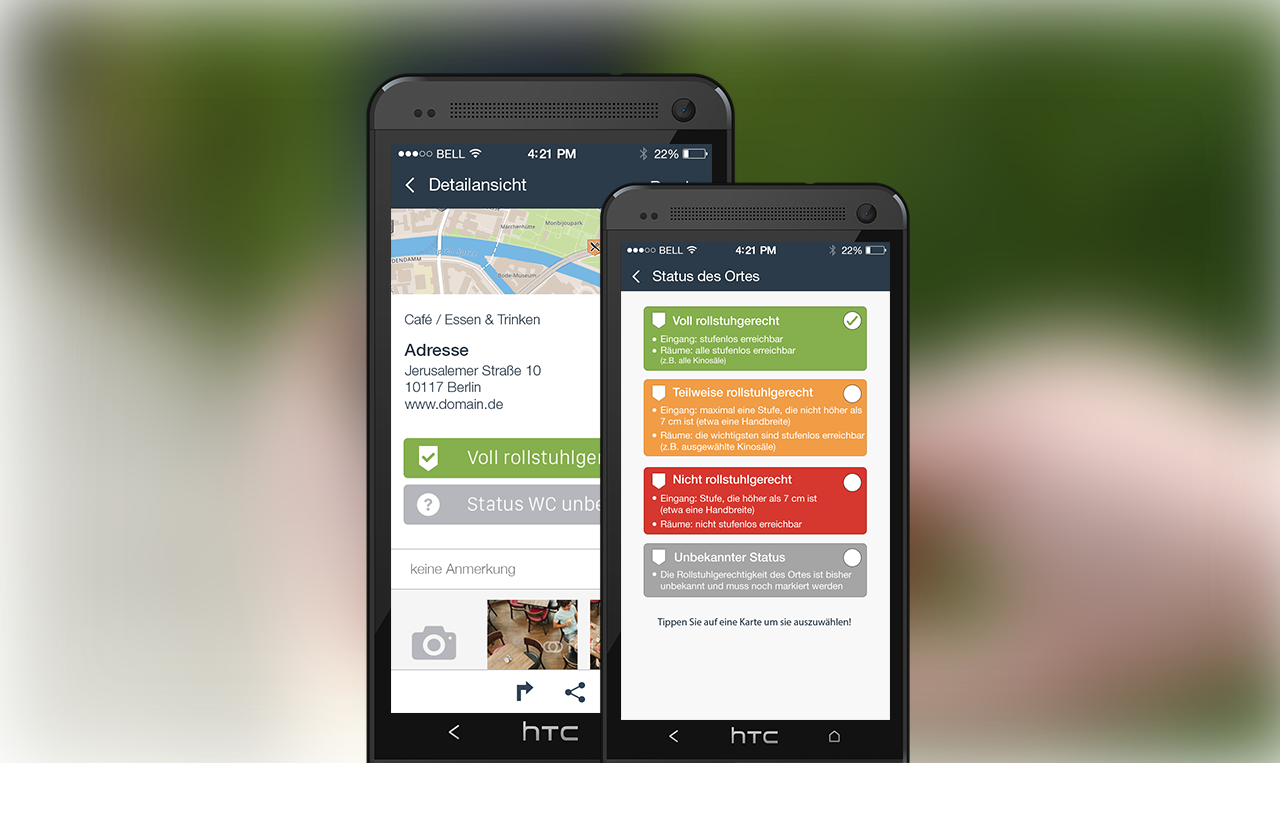 BELL 4:21 PM 22%
Detailansicht
Märchenhütte
Monbijoupark
Bode-Museum
Café / Essen & Trinken
Adresse
Jerusalemer Straße 10
10117 Berlin
www.domain.de
Voll rollstuhlge
Status WC unbe
keine Anmerkung
htc
BELL 4:21 PM 22%
Status des Ortes
Voll rollstuhgerecht
• Eingang: stufenlos erreichbar
• Räume: alle stufenlos erreichbar
(z.B. alle Kinosäle)
Teilweise rollstuhlgerecht
• Eingang: maximal eine Stufe, die nicht höher als
7 cm ist (etwa eine Handbreite)
• Räume: die wichtigsten sind stufenlos erreichbar
(z.B. ausgewählte Kinosäle)
Nicht rollstuhlgerecht
• Eingang: Stufe, die höher als 7 cm ist
(etwa eine Handbreite)
• Räume: nicht stufenlos erreichbar
Unbekannter Status
• Die Rollstuhlgerechtigkeit des Ortes ist bisher
unbekannt und muss noch markiert werden
Tippen Sie auf eine Karte um sie auszuwählen!
htc